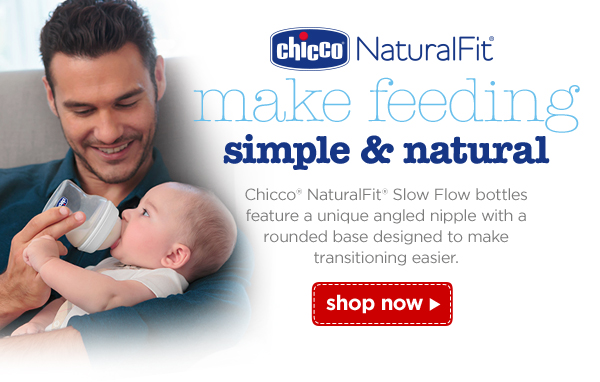 chicco NaturalFit®
make feeding
simple & natural
Chicco® NaturalFit® Slow Flow bottles
feature a unique angled nipple with a
rounded base designed to make
transitioning easier.
shop now
chicco